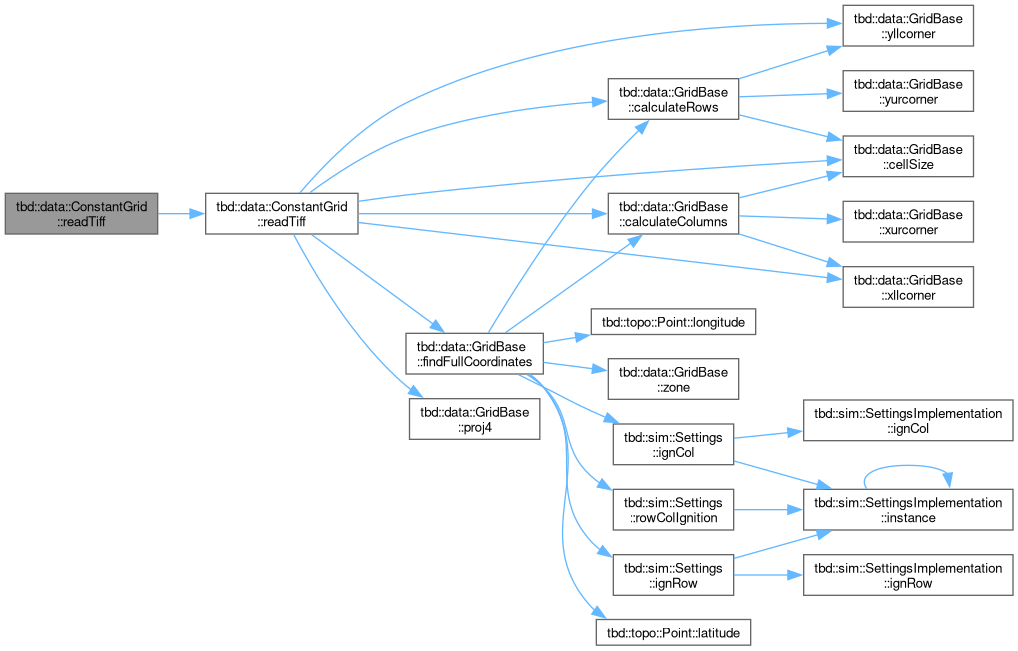 tbd::data::ConstantGrid
::readTiff
tbd::data::ConstantGrid
::readTiff
tbd::data::GridBase
::findFullCoordinates
tbd::data::GridBase
::proj4
tbd::data::GridBase
::calculateRows
tbd::data::GridBase
::calculateColumns
tbd::topo::Point::longitude
tbd::data::GridBase
::zone
tbd::sim::Settings
::ignCol
tbd::sim::Settings
::rowColIgnition
tbd::sim::Settings
::ignRow
tbd::topo::Point::latitude
tbd::data::GridBase
::yllcorner
tbd::data::GridBase
::yurcorner
tbd::data::GridBase
::cellSize
tbd::data::GridBase
::xurcorner
tbd::data::GridBase
::xllcorner
tbd::sim::SettingsImplementation
::ignCol
tbd::sim::SettingsImplementation
::instance
tbd::sim::SettingsImplementation
::ignRow